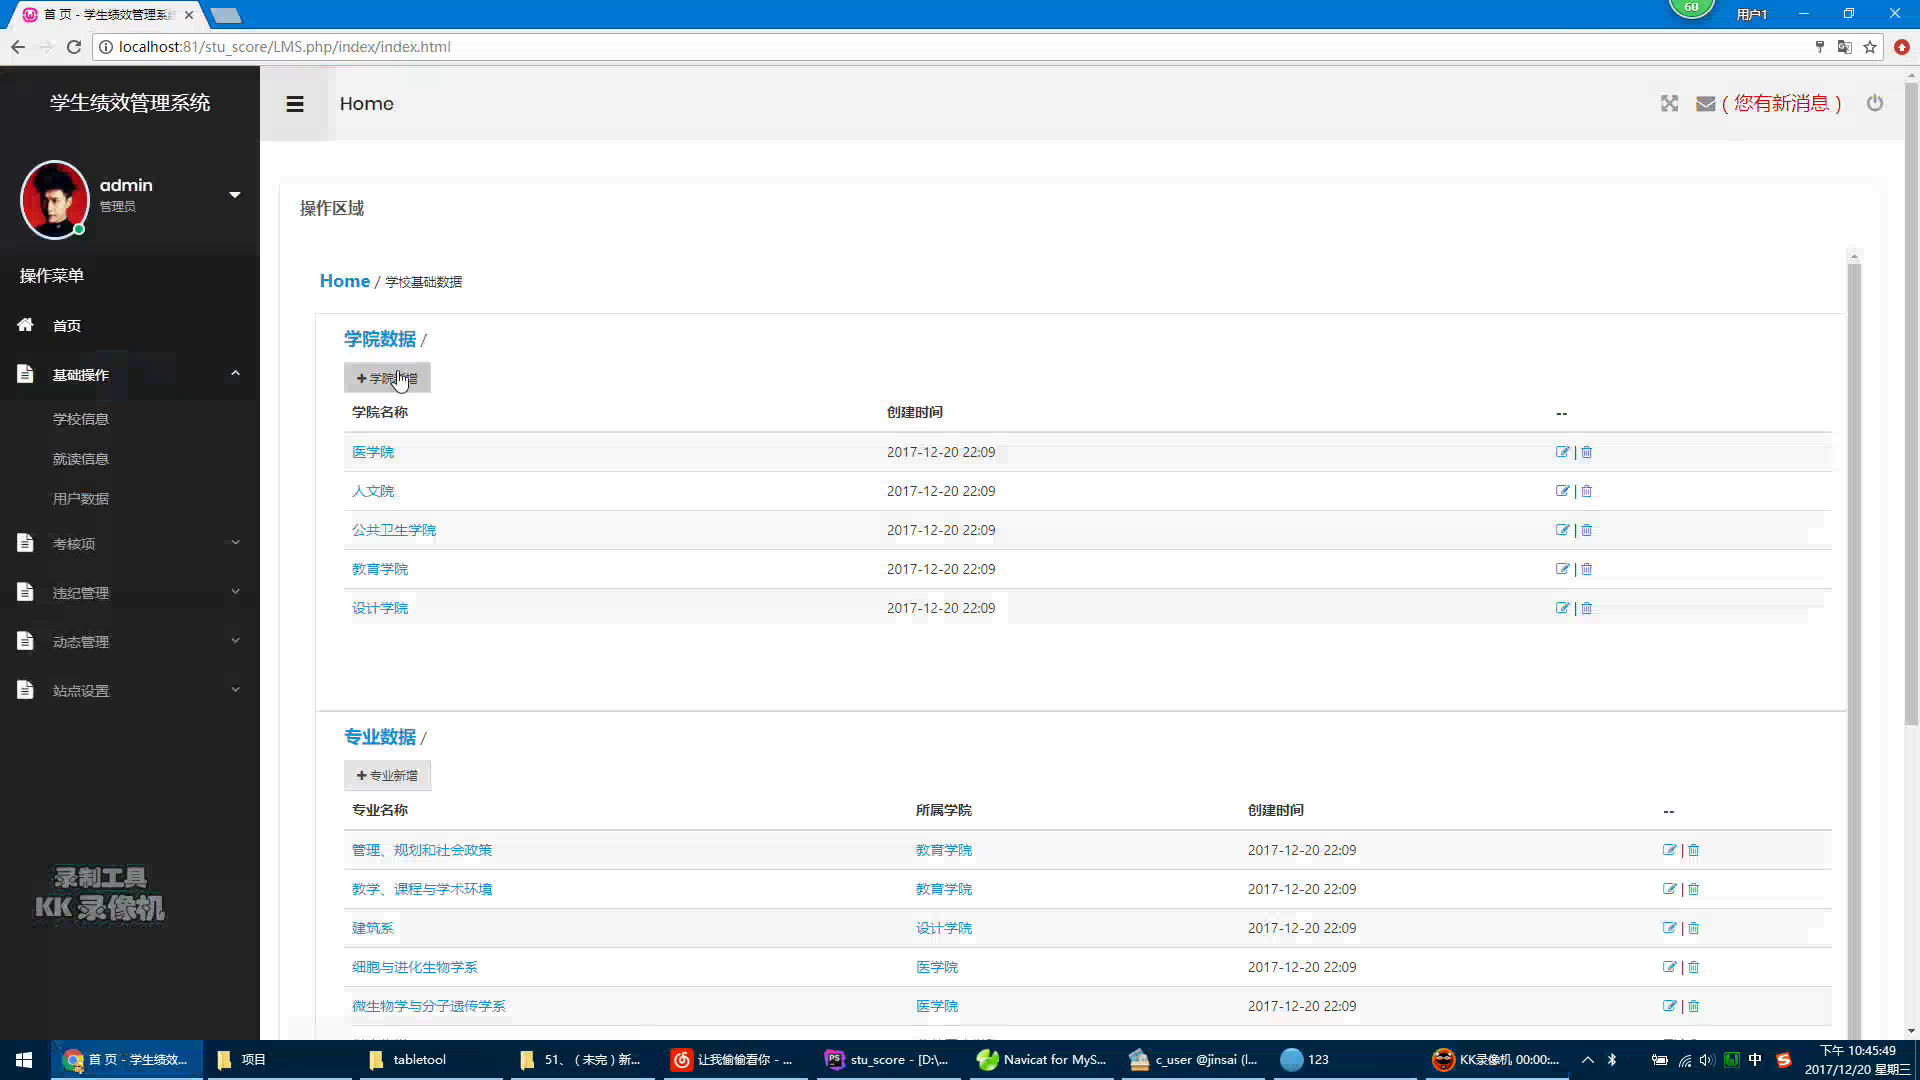 首 页 - 学生绩效管理系
60
用户1
localhost:81/stu_score/LMS.php/index/index.html
学生绩效管理系统
Home
( 您有新消息 )
admin
管理员
操作区域
操作菜单
Home / 学校基础数据
首页
基础操作
学校信息
就读信息
用户数据
考核项
违纪管理
动态管理
站点设置
学院数据 /
学院 增
学院名称 创建时间 --
医学院 2017-12-20 22:09 |
人文院 2017-12-20 22:09 |
公共卫生学院 2017-12-20 22:09 |
教育学院 2017-12-20 22:09 |
设计学院 2017-12-20 22:09 |
专业数据 /
专业新增
专业名称 所属学院 创建时间 --
管理、规划和社会政策 教育学院 2017-12-20 22:09 |
教学、课程与学术环境 教育学院 2017-12-20 22:09 |
建筑系 设计学院 2017-12-20 22:09 |
细胞与进化生物学系 医学院 2017-12-20 22:09 |
微生物学与分子遗传学系 医学院 2017-12-20 22:09 |
录制工具
KK 录像机
首 页 - 学生绩效...
项目
tabletool
51、（未完）新...
让我偷偷看你 - ...
stu_score - [D:\...
Navicat for MyS...
c_user @jinsai (l...
123
KK录像机 00:00:...
中
下午 10:45:49
2017/12/20 星期三